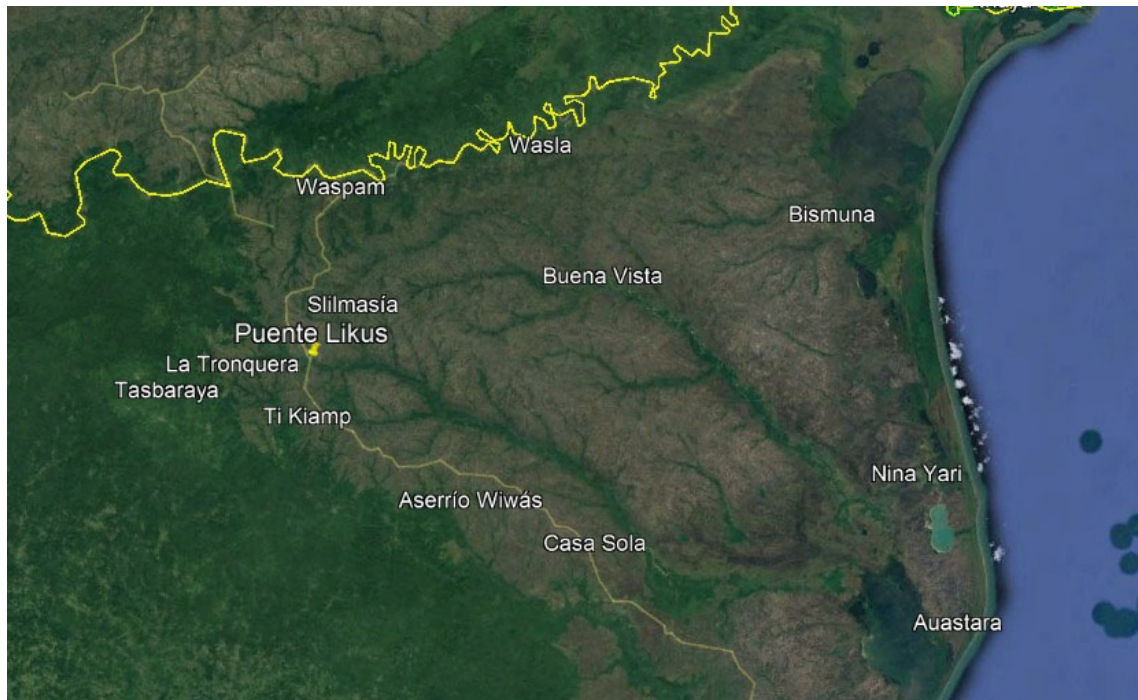 Wasla
Waspam
Bismuna
Buena Vista
Slilmasía
Puente Likus
La Tronquera
Tasbaraya
Ti Kiamp
Nina Yari
Aserrío Wiwás
Casa Sola
Auastara